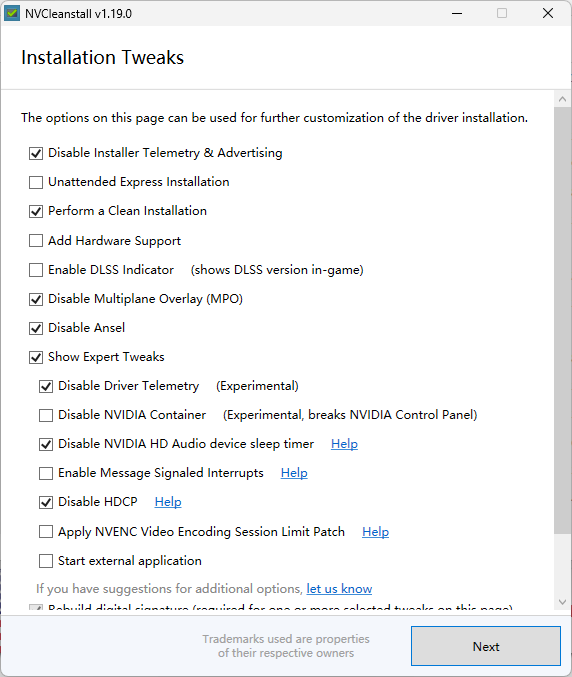 NVCleanstall v1.19.0
Installation Tweaks
The options on this page can be used for further customization of the driver installation.
Disable Installer Telemetry & Advertising
Unattended Express Installation
Perform a Clean Installation
Add Hardware Support
Enable DLSS Indicator (shows DLSS version in-game)
Disable Multiplane Overlay (MPO)
Disable Ansel
Show Expert Tweaks
Disable Driver Telemetry (Experimental)
Disable NVIDIA Container (Experimental, breaks NVIDIA Control Panel)
Disable NVIDIA HD Audio device sleep timer Help
Enable Message Signaled Interrupts Help
Disable HDCP Help
Apply NVENC Video Encoding Session Limit Patch Help
Start external application
If you have suggestions for additional options, let us know
Rebuild digital signature (required for one or more selected tweaks on this page)
Trademarks used are properties
of their respective owners
Next